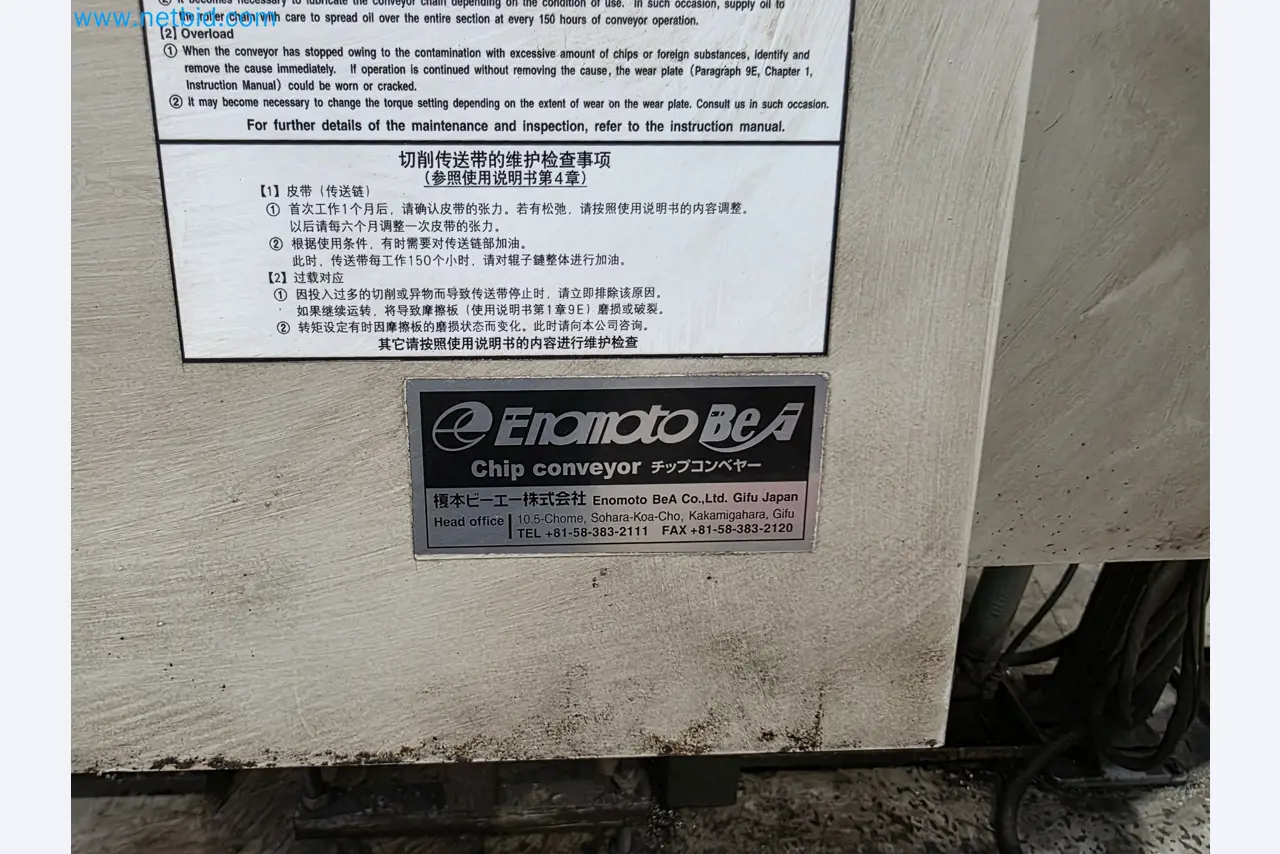 ② It becomes necessary to lubricate the conveyor chain depending on the condition of use. In such occasion, supply oil to
www.netbid.com
the roller chain with care to spread oil over the entire section at every 150 hours of conveyor operation.
[2] Overload
① When the conveyor has stopped owing to the contamination with excessive amount of chips or foreign substances, identify and
remove the cause immediately. If operation is continued without removing the cause, the wear plate (Paragraph 9E, Chapter 1,
Instruction Manual) could be worn or cracked.
② It may become necessary to change the torque setting depending on the extent of wear on the wear plate. Consult us in such occasion.
For further details of the maintenance and inspection, refer to the instruction manual.
切削传送带的维护检查事项
(参照使用说明书第4章)
【1】皮带（传送链）
① 首次工作1个月后，请确认皮带的张力。若有松弛，请按照使用说明书的内容调整。
以后请每六个月调整一次皮带的张力。
② 根据使用条件，有时需要对传送链部加油。
此时，传送带每工作150个小时，请对辊子鏈整体进行加油。
【2】过载对应
① 因投入过多的切削或异物而导致传送带停止时，请立即排除该原因。
如果继续运转，将导致摩擦板（使用说明书第1章9E）磨损或破裂。
② 转矩设定有时因摩擦板的磨损状态而变化。此时请向本公司咨询。
其它请按照使用说明书的内容进行维护检查
Enomoto BeA
Chip conveyor チップコンベヤー
榎本ビーエー株式会社 Enomoto BeA Co.,Ltd. Gifu Japan
Head office 10.5-Chome, Sohara-Koa-Cho, Kakamigahara, Gifu
TEL +81-58-383-2111 FAX +81-58-383-2120